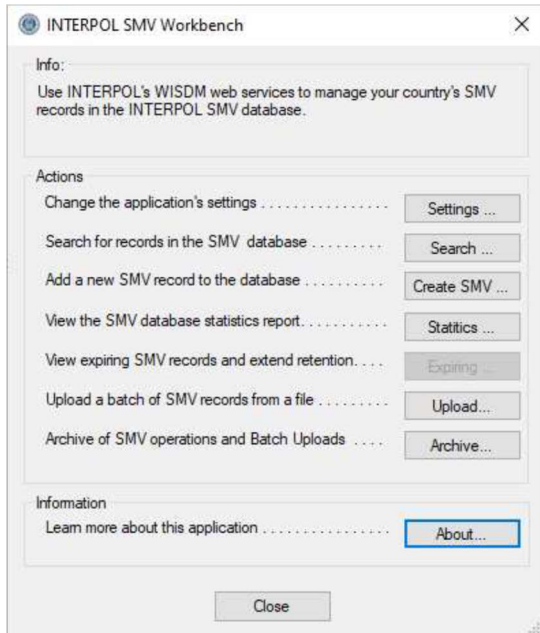 INTERPOL SMV Workbench
Info:
Use INTERPOL's WISDM web services to manage your country's SMV
records in the INTERPOL SMV database.
Actions
Change the application's settings . . . . . . . . . . . . . . . . Settings ...
Search for records in the SMV database . . . . . . . . . Search ...
Add a new SMV record to the database . . . . . . . . . . Create SMV ...
View the SMV database statistics report. . . . . . . . . . . Statitics ...
View expiring SMV records and extend retention. . . . Expiring ...
Upload a batch of SMV records from a file . . . . . . . . . Upload...
Archive of SMV operations and Batch Uploads . . . . Archive...
Information
Learn more about this application . . . . . . . . . . . . . . . . About...
Close